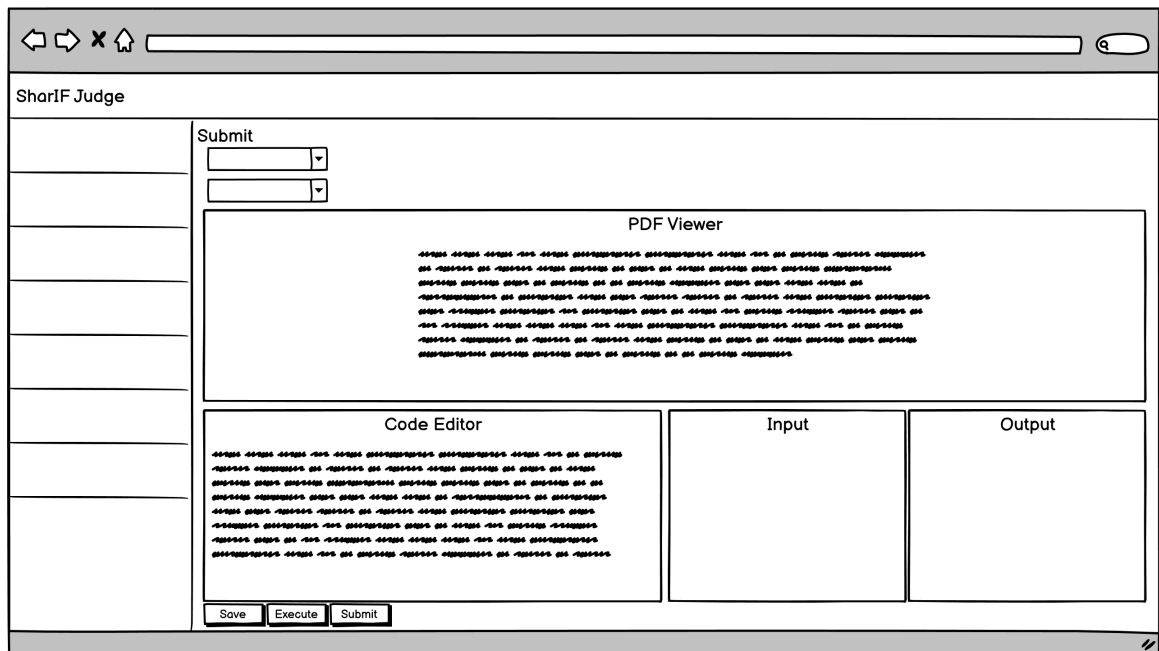 SharIF Judge
Submit
PDF Viewer
Code Editor
Input
Output
Save
Execute
Submit